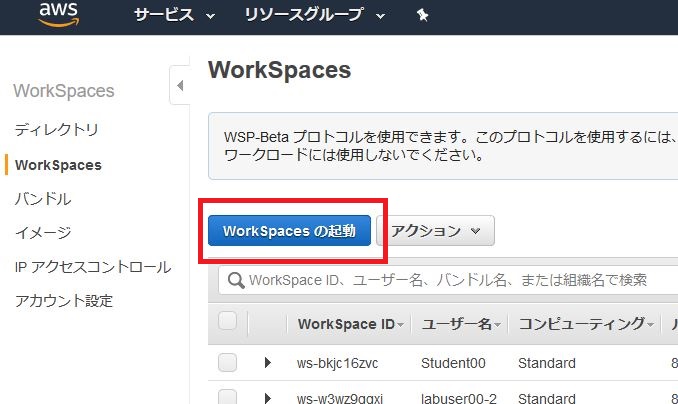 aws
サービス
リソースグループ
WorkSpaces
ディレクトリ
WorkSpaces
バンドル
イメージ
IP アクセスコントロール
アカウント設定
WorkSpaces
WSP-Beta プロトコルを使用できます。このプロトコルを使用するには、
ワークロードには使用しないでください。
WorkSpaces の起動
アクション
WorkSpace ID、ユーザー名、バンドル名、または組織名で検索
WorkSpace ID ユーザー名 コンピューティング
ws-bkjc16zvc Student00 Standard 8
labuser00-2 Standard 8